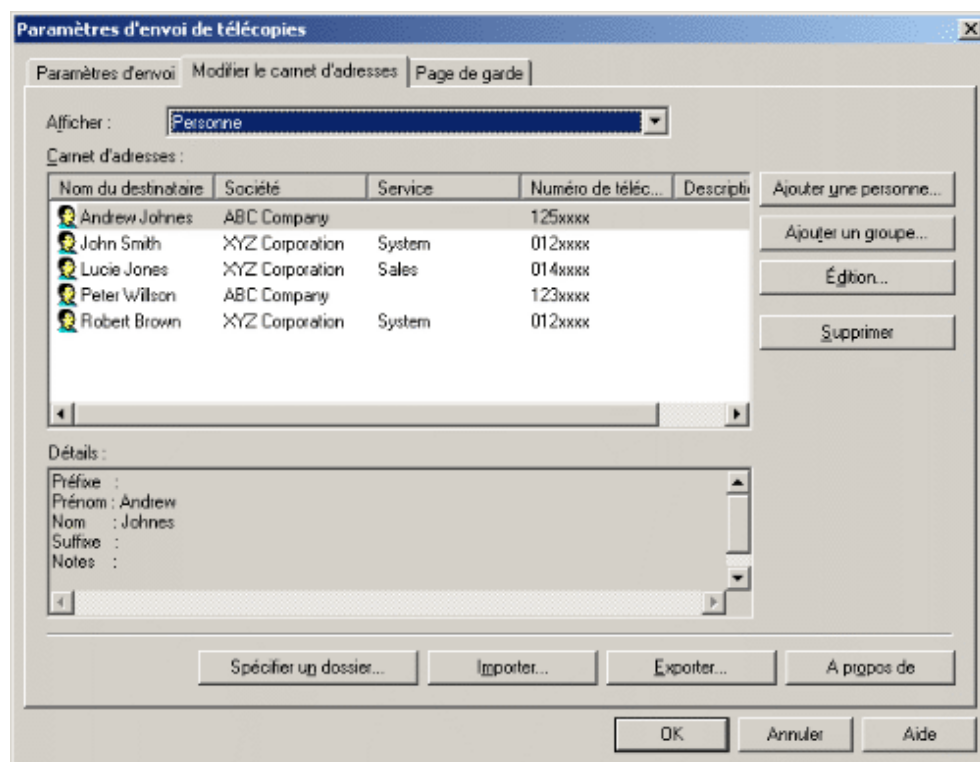 Paramètres d'envoi de télécopies
Paramètres d'envoi Modifier le carnet d'adresses Page de garde
Afficher : Personne
Carnet d'adresses :
Nom du destinataire Société Service Numéro de téléc... Descripti
Ajouter une personne...
Andrew Johnes ABC Company 125xxxx
Ajouter un groupe...
John Smith XYZ Corporation System 012xxxx
Lucie Jones XYZ Corporation Sales 014xxxx
Édition...
Peter Willson ABC Company 123xxxx
Robert Brown XYZ Corporation System 012xxxx
Supprimer
Détails :
Préfixe :
Prénom : Andrew
Nom : Johnes
Suffixe :
Notes :
Spécifier un dossier... Importer... Exporter... A propos de
OK Annuler Aide